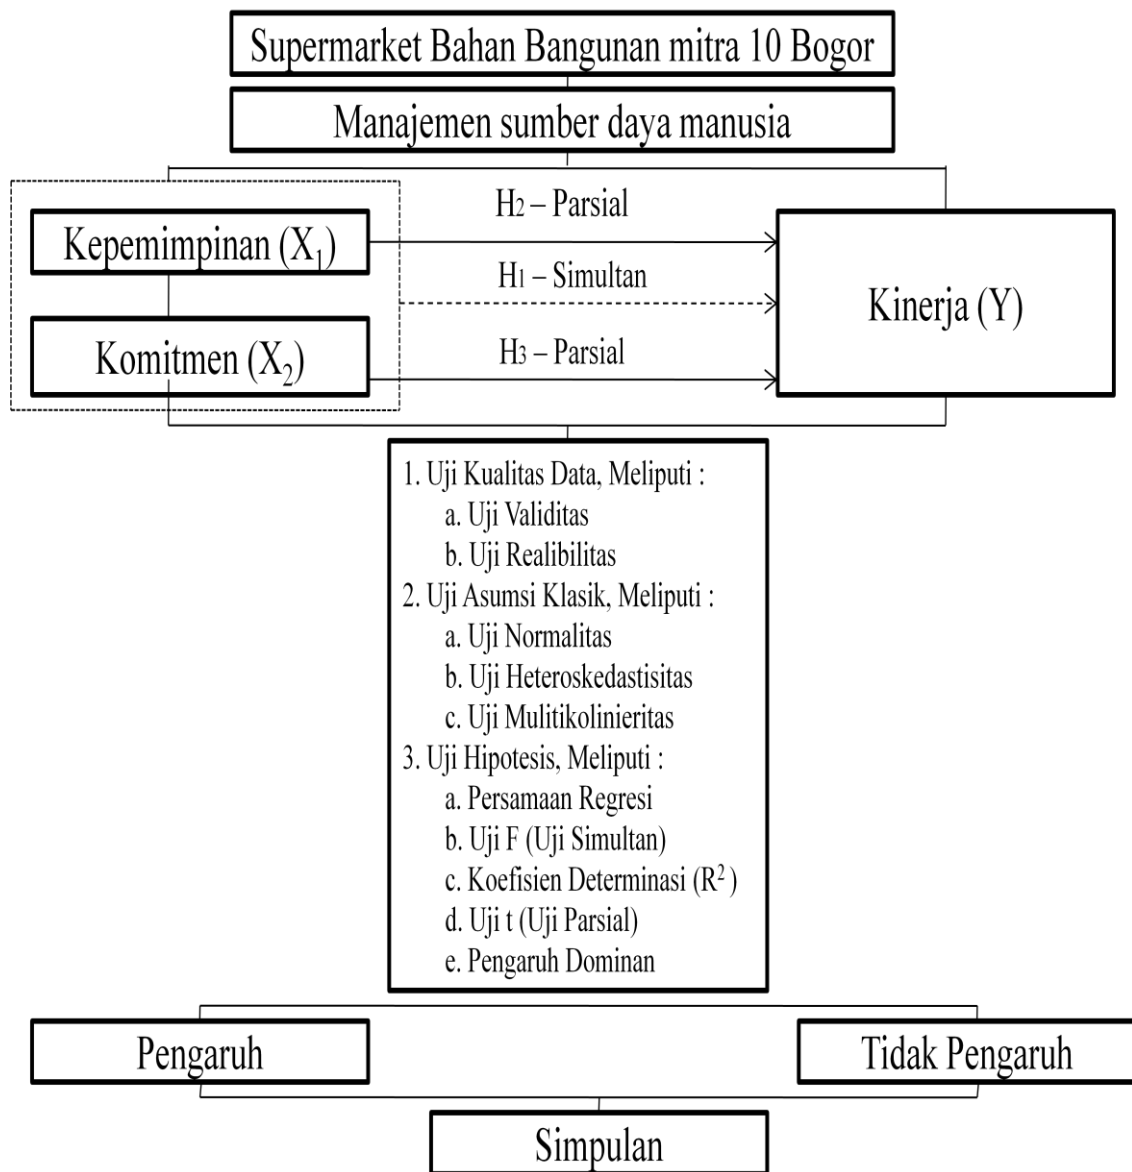 Supermarket Bahan Bangunan mitra 10 Bogor
Manajemen sumber daya manusia
H2 – Parsial
Kepemimpinan (X1)
H1 – Simultan
Kinerja (Y)
Komitmen (X2)
H3 – Parsial
1. Uji Kualitas Data, Meliputi :
a. Uji Validitas
b. Uji Realibilitas
2. Uji Asumsi Klasik, Meliputi :
a. Uji Normalitas
b. Uji Heteroskedastisitas
c. Uji Mulitikolinieritas
3. Uji Hipotesis, Meliputi :
a. Persamaan Regresi
b. Uji F (Uji Simultan)
c. Koefisien Determinasi (R²)
d. Uji t (Uji Parsial)
e. Pengaruh Dominan
Pengaruh
Tidak Pengaruh
Simpulan